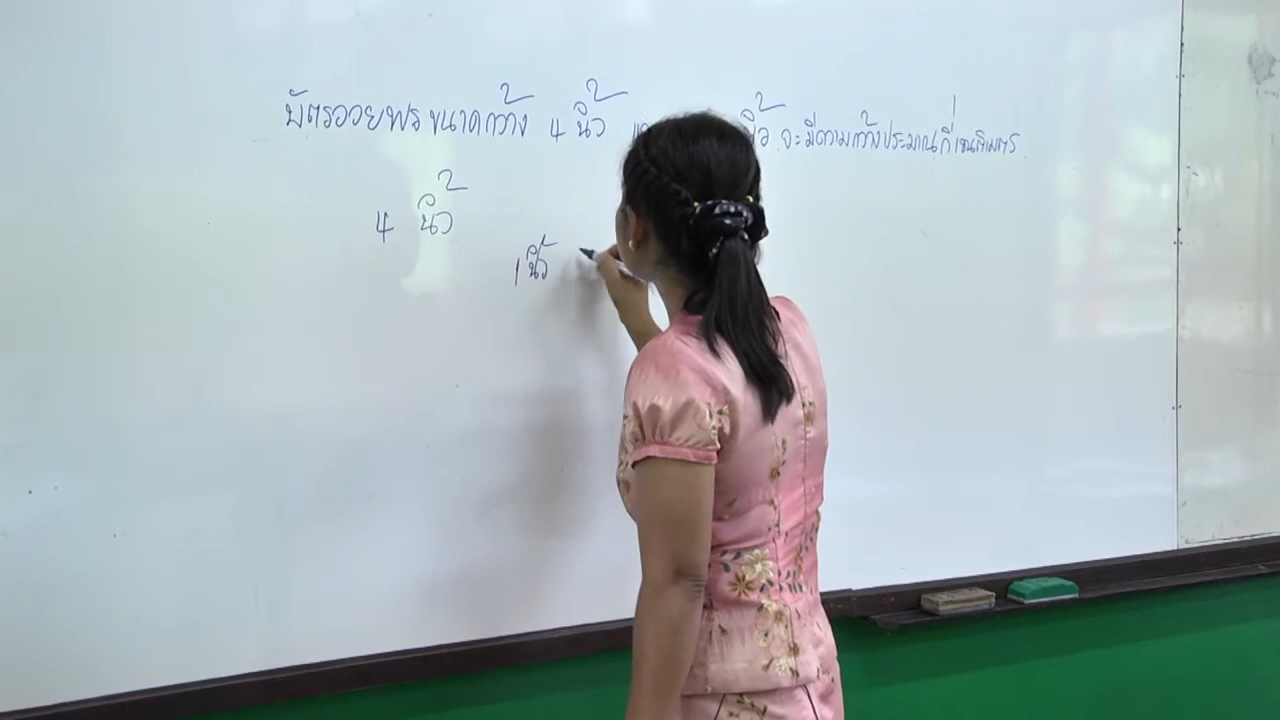 บัตรอวยพร ขนาดกว้าง 4 นิ้ว นิ้ว จะมีความกว้างประมาณกี่เซนติเมตร
4 นิ้ว
1 นิ้ว